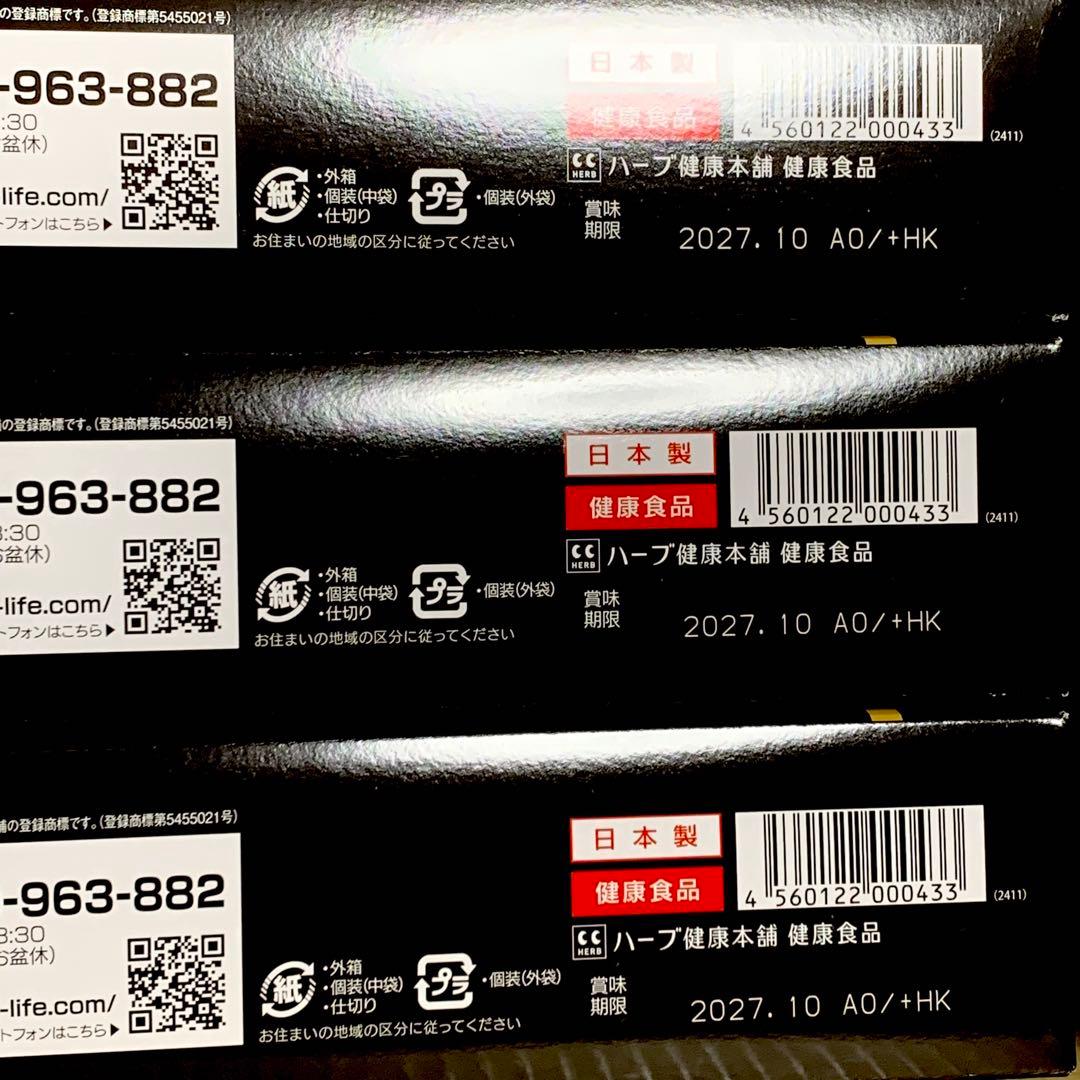 の登録商標です。(登録商標第5455021号)
-963-882
:30
盆休)
-life.com/
トフォンはこちら▶
紙
・外箱
・個装(中袋)
・仕切り
プラ
・個装(外袋)
お住まいの地域の区分に従ってください
日本製
健康食品
4 560122 000433
(2411)
CC HERB ハーブ健康本舗 健康食品
賞味
期限
2027.10 A0/+HK
の登録商標です。(登録商標第5455021号)
-963-882
:30
お盆休)
-life.com/
トフォンはこちら▶
紙
・外箱
・個装(中袋)
・仕切り
プラ
・個装(外袋)
お住まいの地域の区分に従ってください
日本製
健康食品
4 560122 000433
(2411)
CC HERB ハーブ健康本舗 健康食品
賞味
期限
2027.10 A0/+HK
舗の登録商標です。(登録商標第5455021号)
-963-882
8:30
お盆休)
-life.com/
トフォンはこちら▶
紙
・外箱
・個装(中袋)
・仕切り
プラ
・個装(外袋)
お住まいの地域の区分に従ってください
日本製
健康食品
4 560122 000433
(2411)
CC HERB ハーブ健康本舗 健康食品
賞味
期限
2027.10 A0/+HK